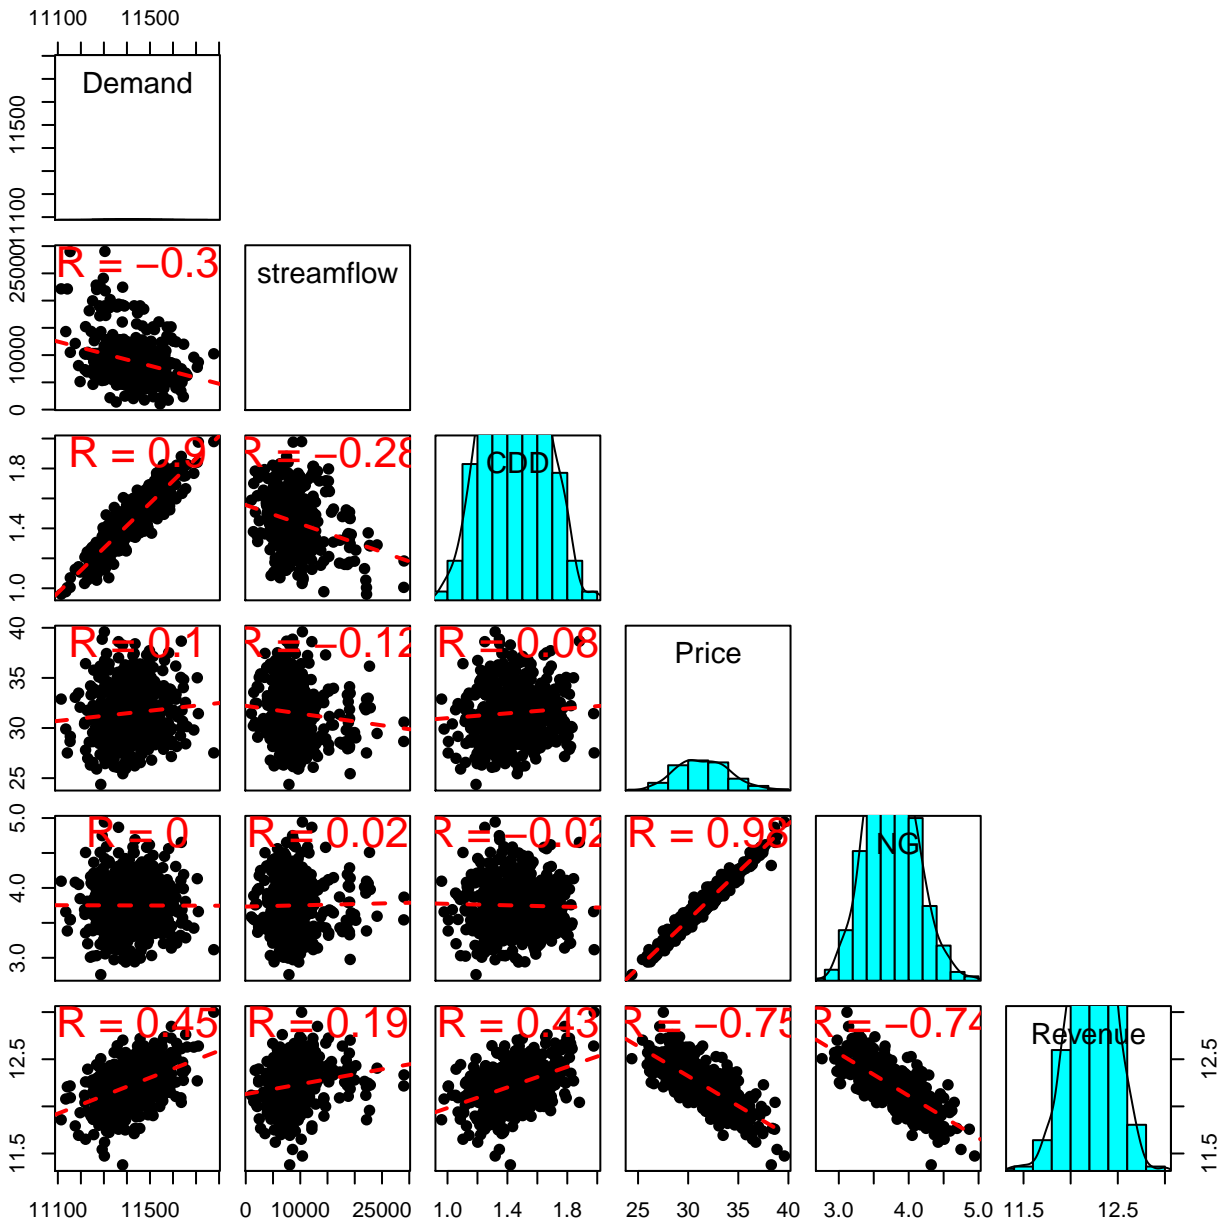 11100 11500
Demand
11100 11500
R = −0.3
streamflow
0 10000 25000
R = 0.9
R = −0.28
CDD
1.0 1.4 1.8
R = 0.1
R = −0.12
R = 0.08
Price
25 30 35 40
R = 0
R = 0.02
R = −0.02
R = 0.98
NG
3.0 4.0 5.0
R = 0.45
R = 0.19
R = 0.43
R = −0.75
R = −0.74
Revenue
11.5 12.5
11.5 12.5
11100 11500
0 10000 25000
1.0 1.4 1.8
25 30 35 40
3.0 4.0 5.0
11.5 12.5